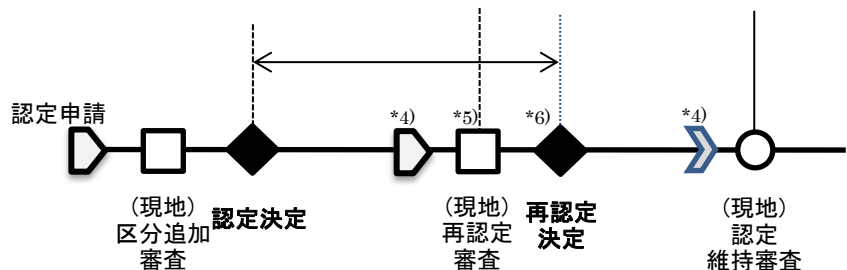 認定申請
*4)
*5)
*6)
*4)
(現地)
区分追加
審査
認定決定
(現地)
再認定
審査
再認定
決定
(現地)
認定
維持審査